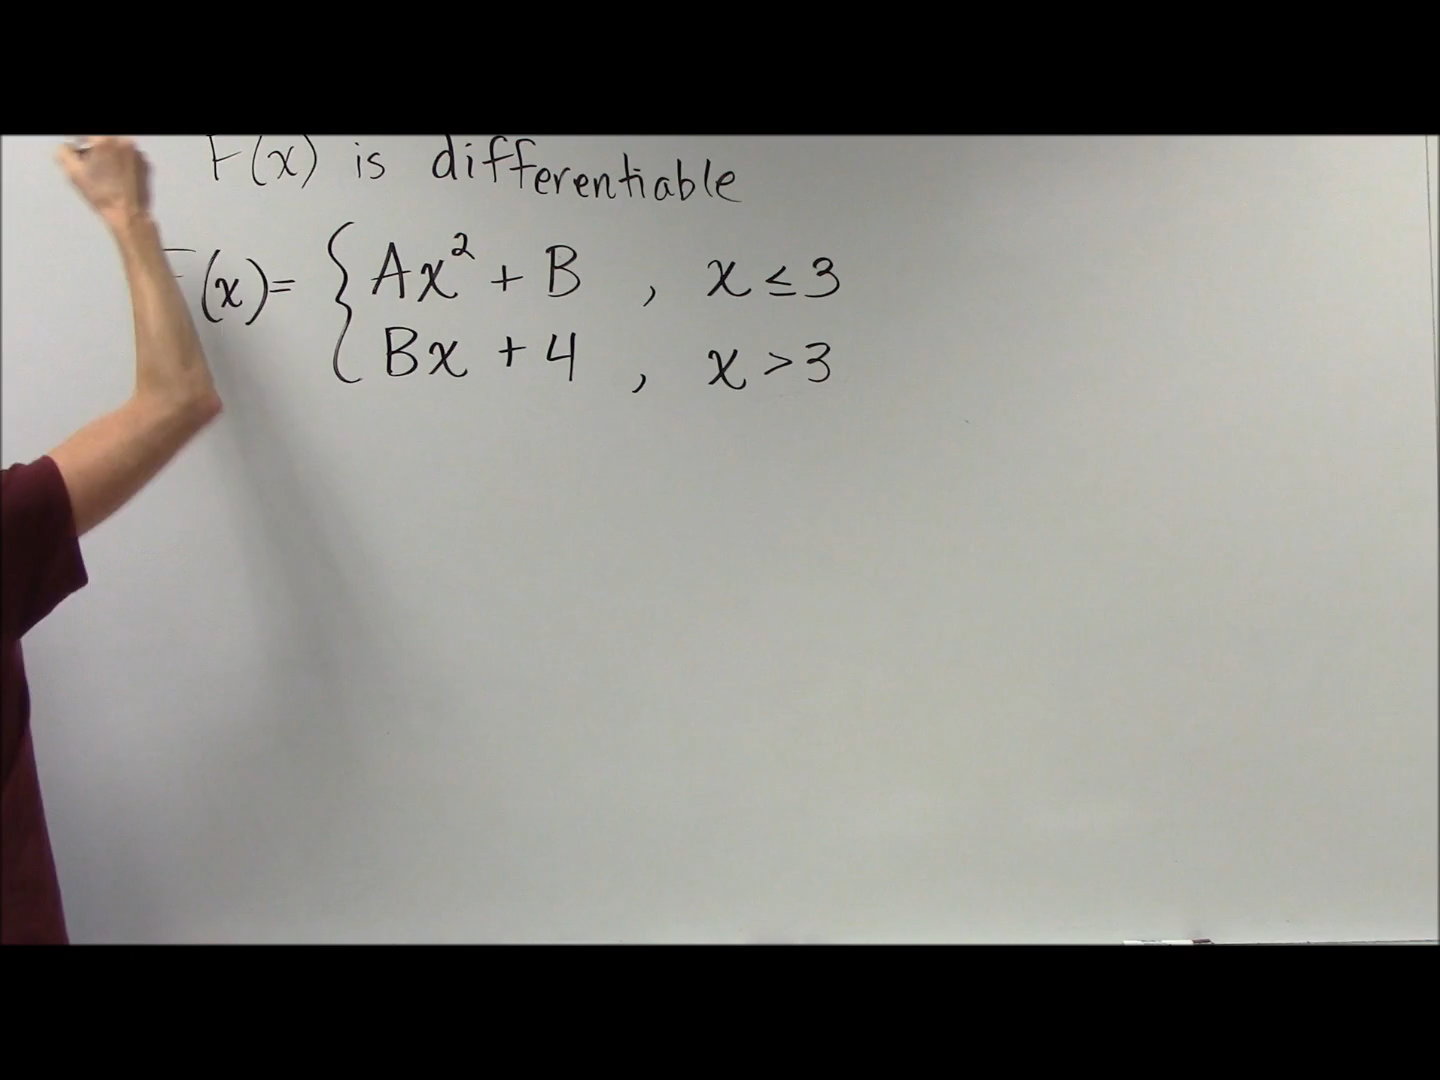 F(x) is differentiable
F(x) = { Ax² + B , x ≤ 3
Bx + 4 , x > 3